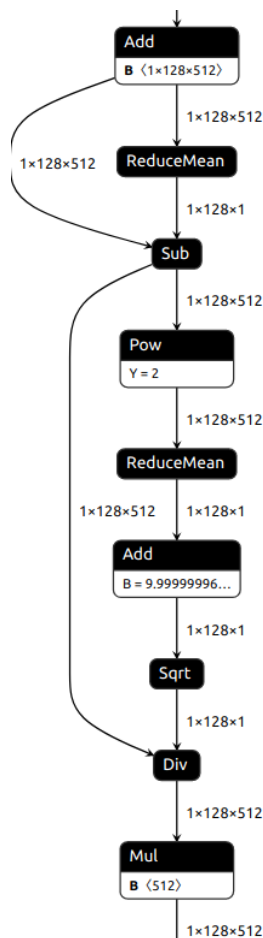 Add
B 〈1×128×512〉
1×128×512
1×128×512
ReduceMean
1×128×1
Sub
1×128×512
Pow
Y = 2
1×128×512
ReduceMean
1×128×512
1×128×1
Add
B = 9.99999996…
1×128×1
Sqrt
1×128×1
Div
1×128×512
Mul
B 〈512〉
1×128×512